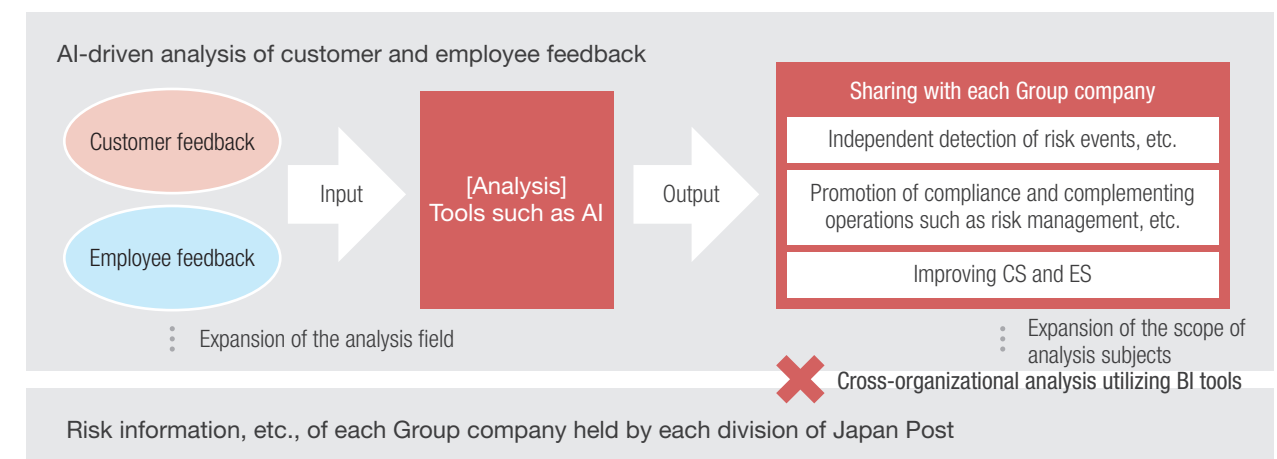 AI-driven analysis of customer and employee feedback
Customer feedback
Employee feedback
Input
[Analysis]
Tools such as AI
Output
Sharing with each Group company
Independent detection of risk events, etc.
Promotion of compliance and complementing
operations such as risk management, etc.
Improving CS and ES
Expansion of the analysis field
Expansion of the scope of
analysis subjects
Cross-organizational analysis utilizing BI tools
Risk information, etc., of each Group company held by each division of Japan Post